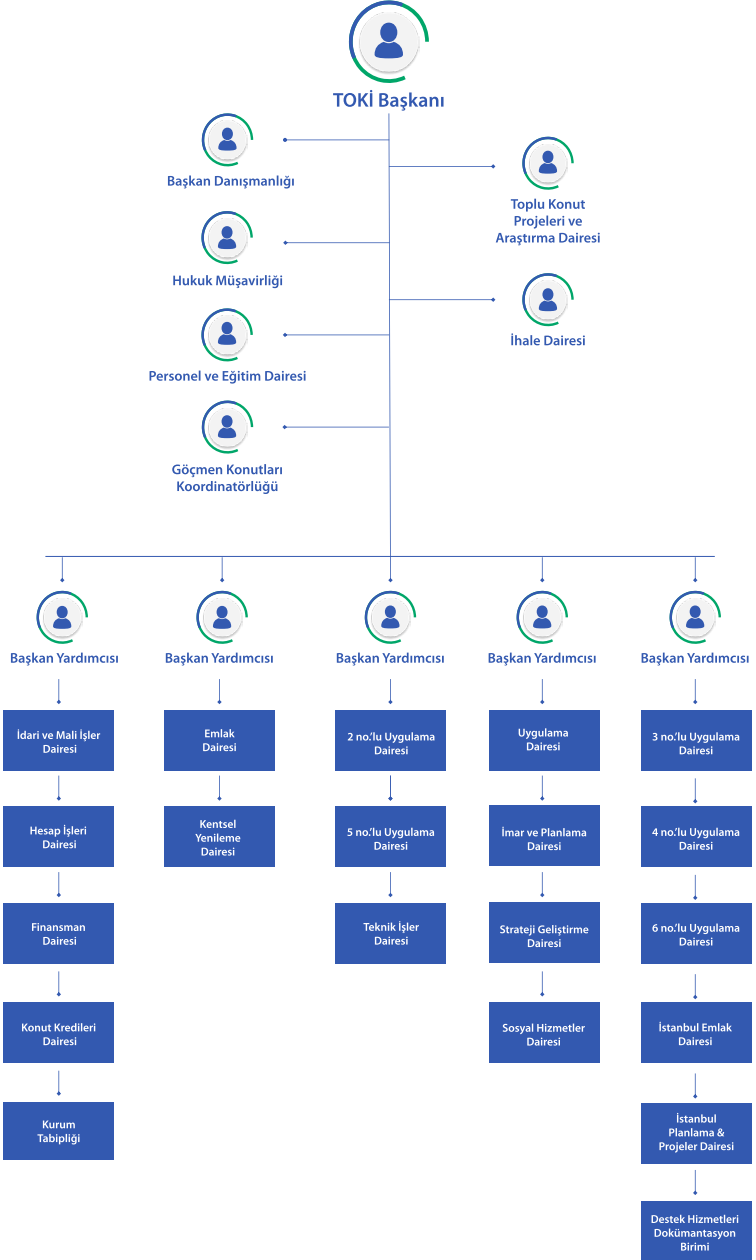 TOKİ Başkanı
Başkan Danışmanlığı
Toplu Konut
Projeleri ve
Araştırma Dairesi
Hukuk Müşavirliği
İhale Dairesi
Personel ve Eğitim Dairesi
Göçmen Konutları
Koordinatörlüğü
Başkan Yardımcısı
İdari ve Mali İşler
Dairesi
Hesap İşleri
Dairesi
Finansman
Dairesi
Konut Kredileri
Dairesi
Kurum
Tabipliği
Başkan Yardımcısı
Emlak
Dairesi
Kentsel
Yenileme
Dairesi
Başkan Yardımcısı
2 no.'lu Uygulama
Dairesi
5 no.'lu Uygulama
Dairesi
Teknik İşler
Dairesi
Başkan Yardımcısı
Uygulama
Dairesi
İmar ve Planlama
Dairesi
Strateji Geliştirme
Dairesi
Sosyal Hizmetler
Dairesi
Başkan Yardımcısı
3 no.'lu Uygulama
Dairesi
4 no.'lu Uygulama
Dairesi
6 no.'lu Uygulama
Dairesi
İstanbul Emlak
Dairesi
İstanbul
Planlama &
Projeler Dairesi
Destek Hizmetleri
Dokümantasyon
Birimi